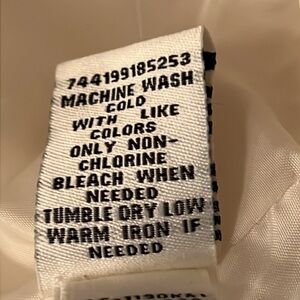 744199185253
MACHINE WASH
COLD
WITH LIKE
COLORS
ONLY NON-
CHLORINE
BLEACH WHEN
NEEDED
TUMBLE DRY LOW
WARM IRON IF
NEEDED